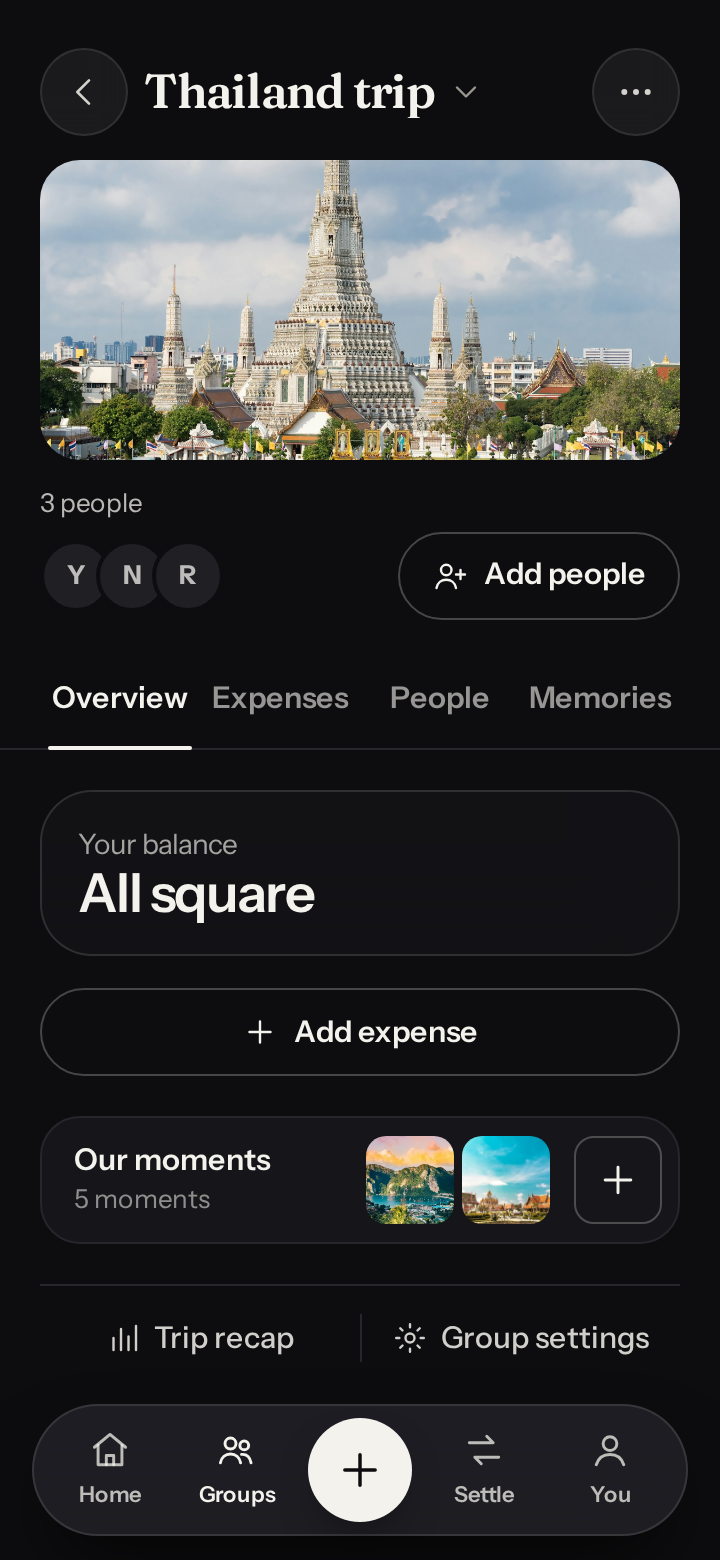 Thailand trip
3 people
Y N R
Add people
Overview Expenses People Memories
Your balance
All square
Add expense
Our moments
5 moments
Trip recap Group settings
Home Groups Settle You